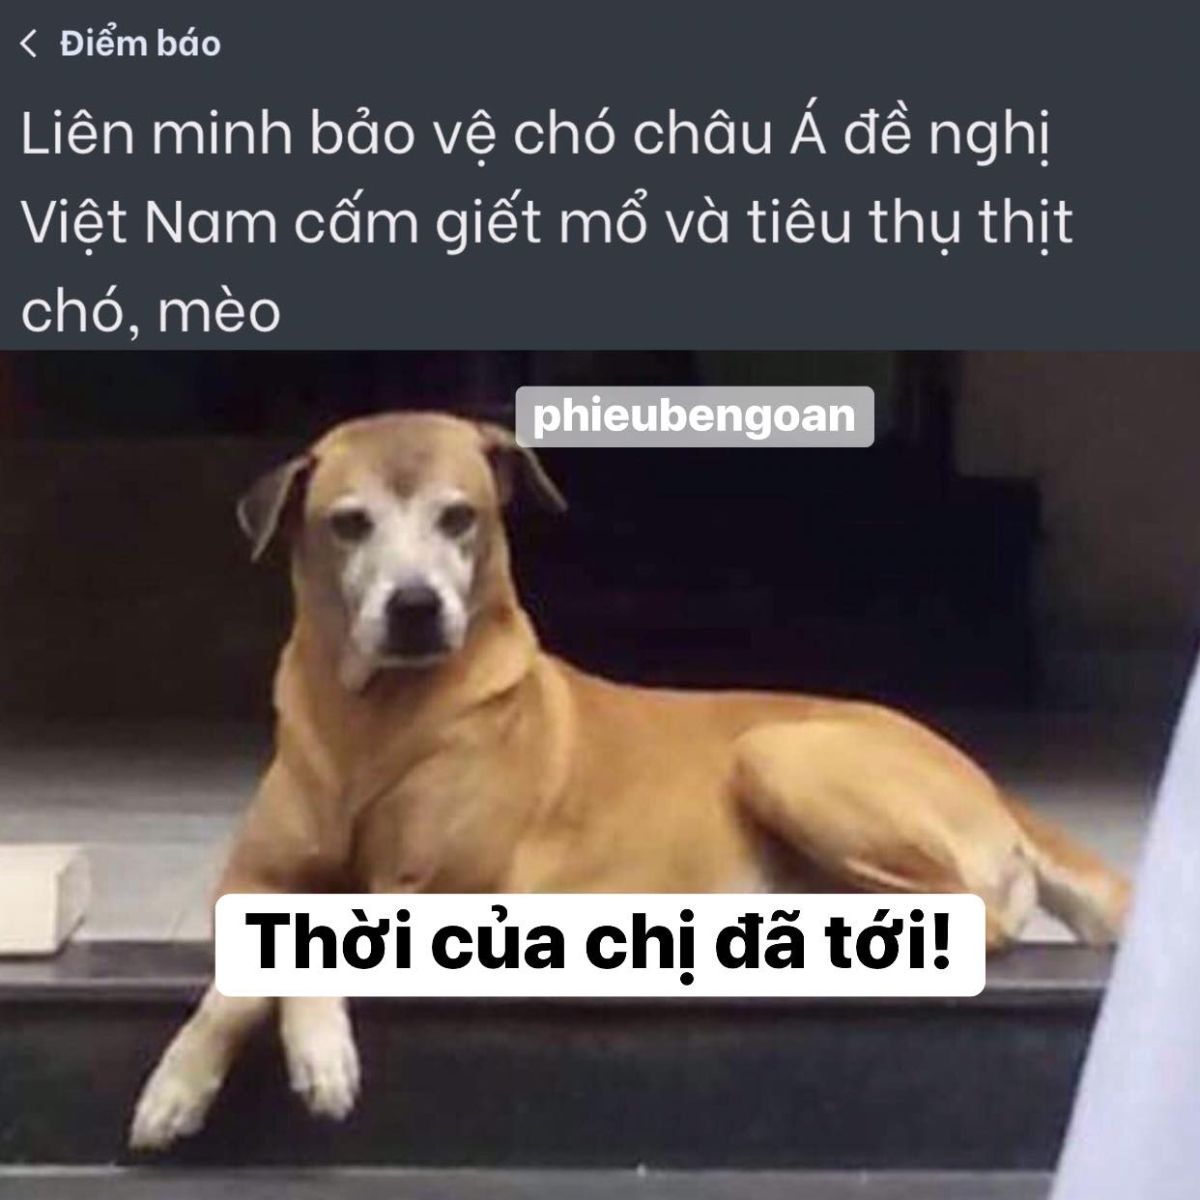 Điểm báo
Liên minh bảo vệ chó châu Á đề nghị
Việt Nam cấm giết mổ và tiêu thụ thịt
chó, mèo
phieubengoan
Thời của chị đã tới!